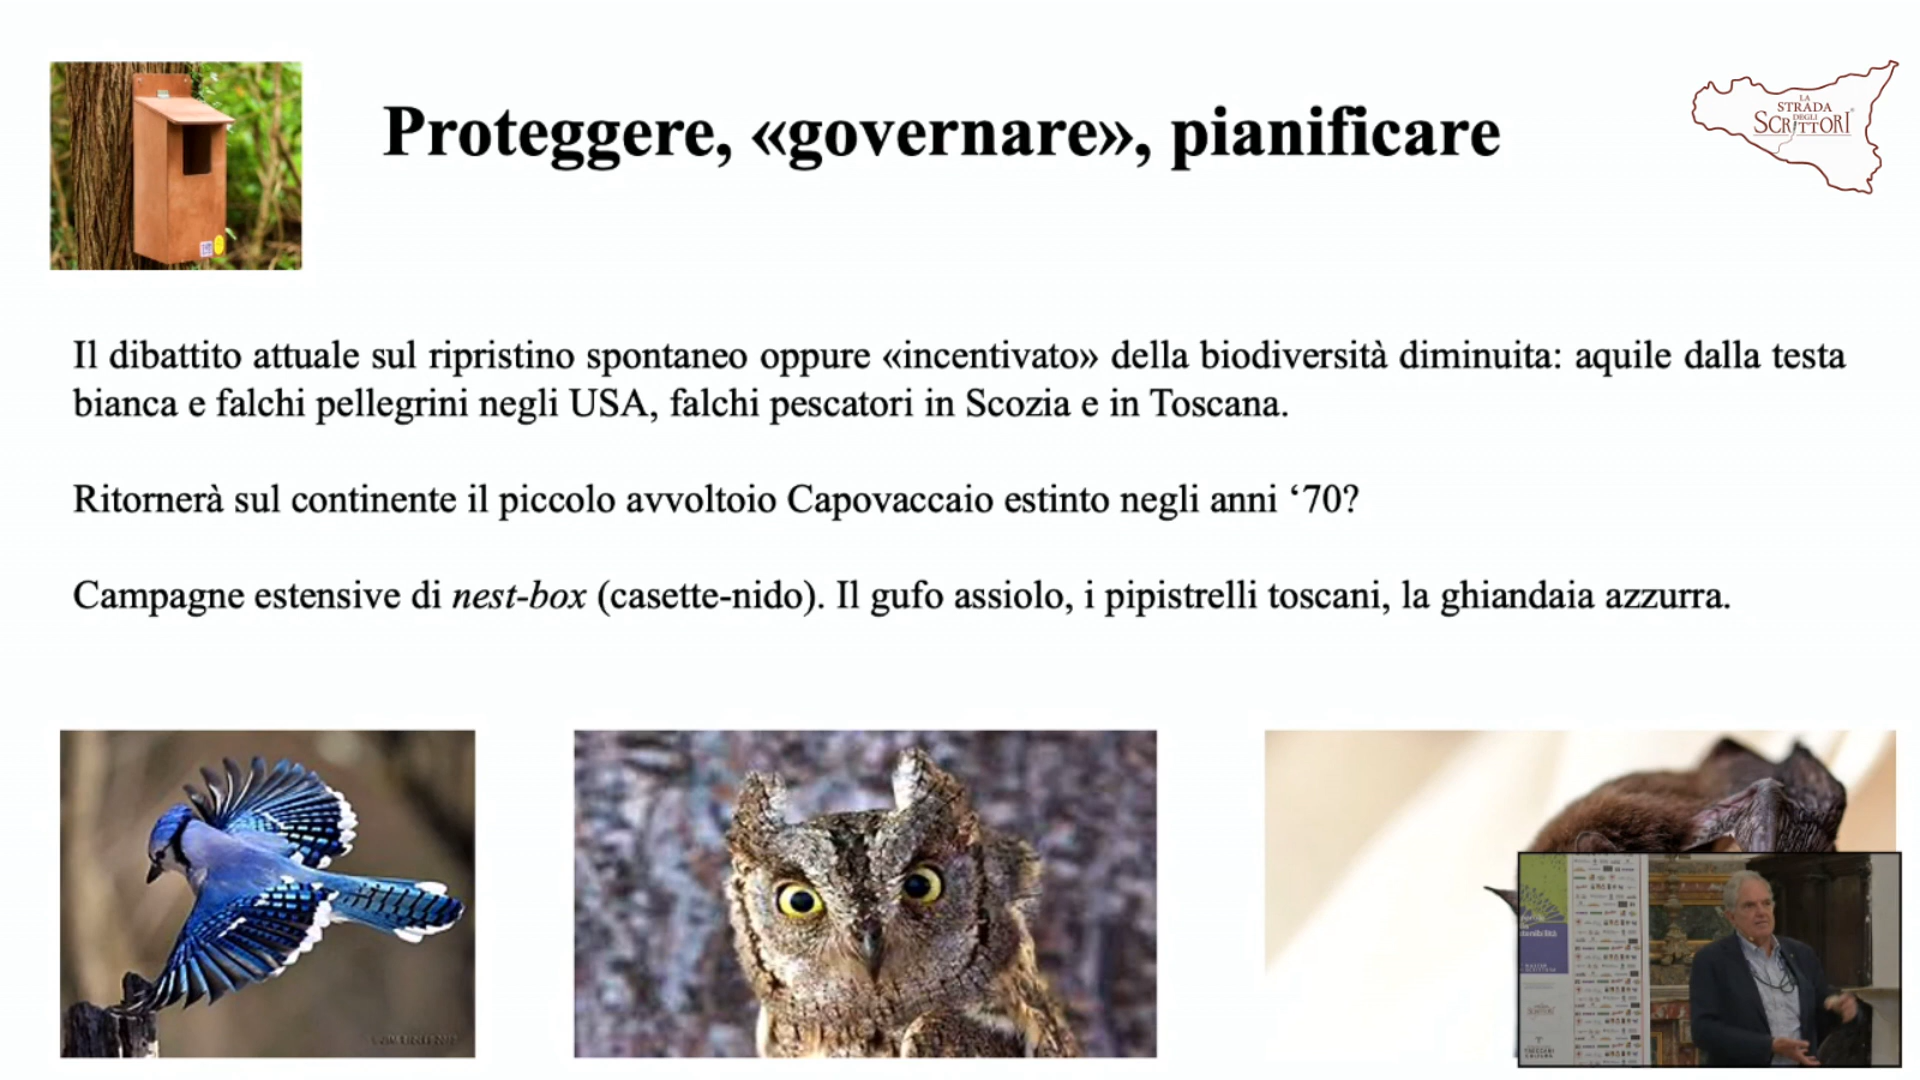 Proteggere, «governare», pianificare
LA
STRADA
DEGLI
SCRITTORI
Il dibattito attuale sul ripristino spontaneo oppure «incentivato» della biodiversità diminuita: aquile dalla testa
bianca e falchi pellegrini negli USA, falchi pescatori in Scozia e in Toscana.
Ritornerà sul continente il piccolo avvoltoio Capovaccaio estinto negli anni ‘70?
Campagne estensive di nest-box (casette-nido). Il gufo assiolo, i pipistrelli toscani, la ghiandaia azzurra.